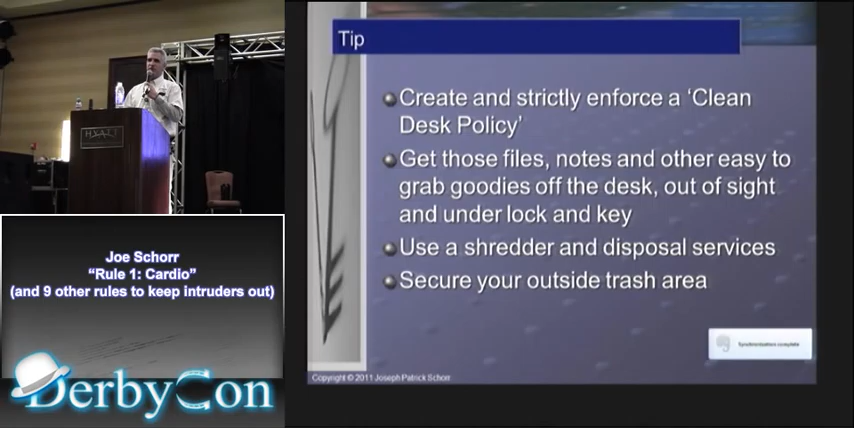 HYATT
Joe Schorr
"Rule 1: Cardio"
(and 9 other rules to keep intruders out)
DerbyCon
Tip
Create and strictly enforce a 'Clean
Desk Policy'
Get those files, notes and other easy to
grab goodies off the desk, out of sight
and under lock and key
Use a shredder and disposal services
Secure your outside trash area
Synchronization complete
Copyright © 2011 Joseph Patrick Schorr